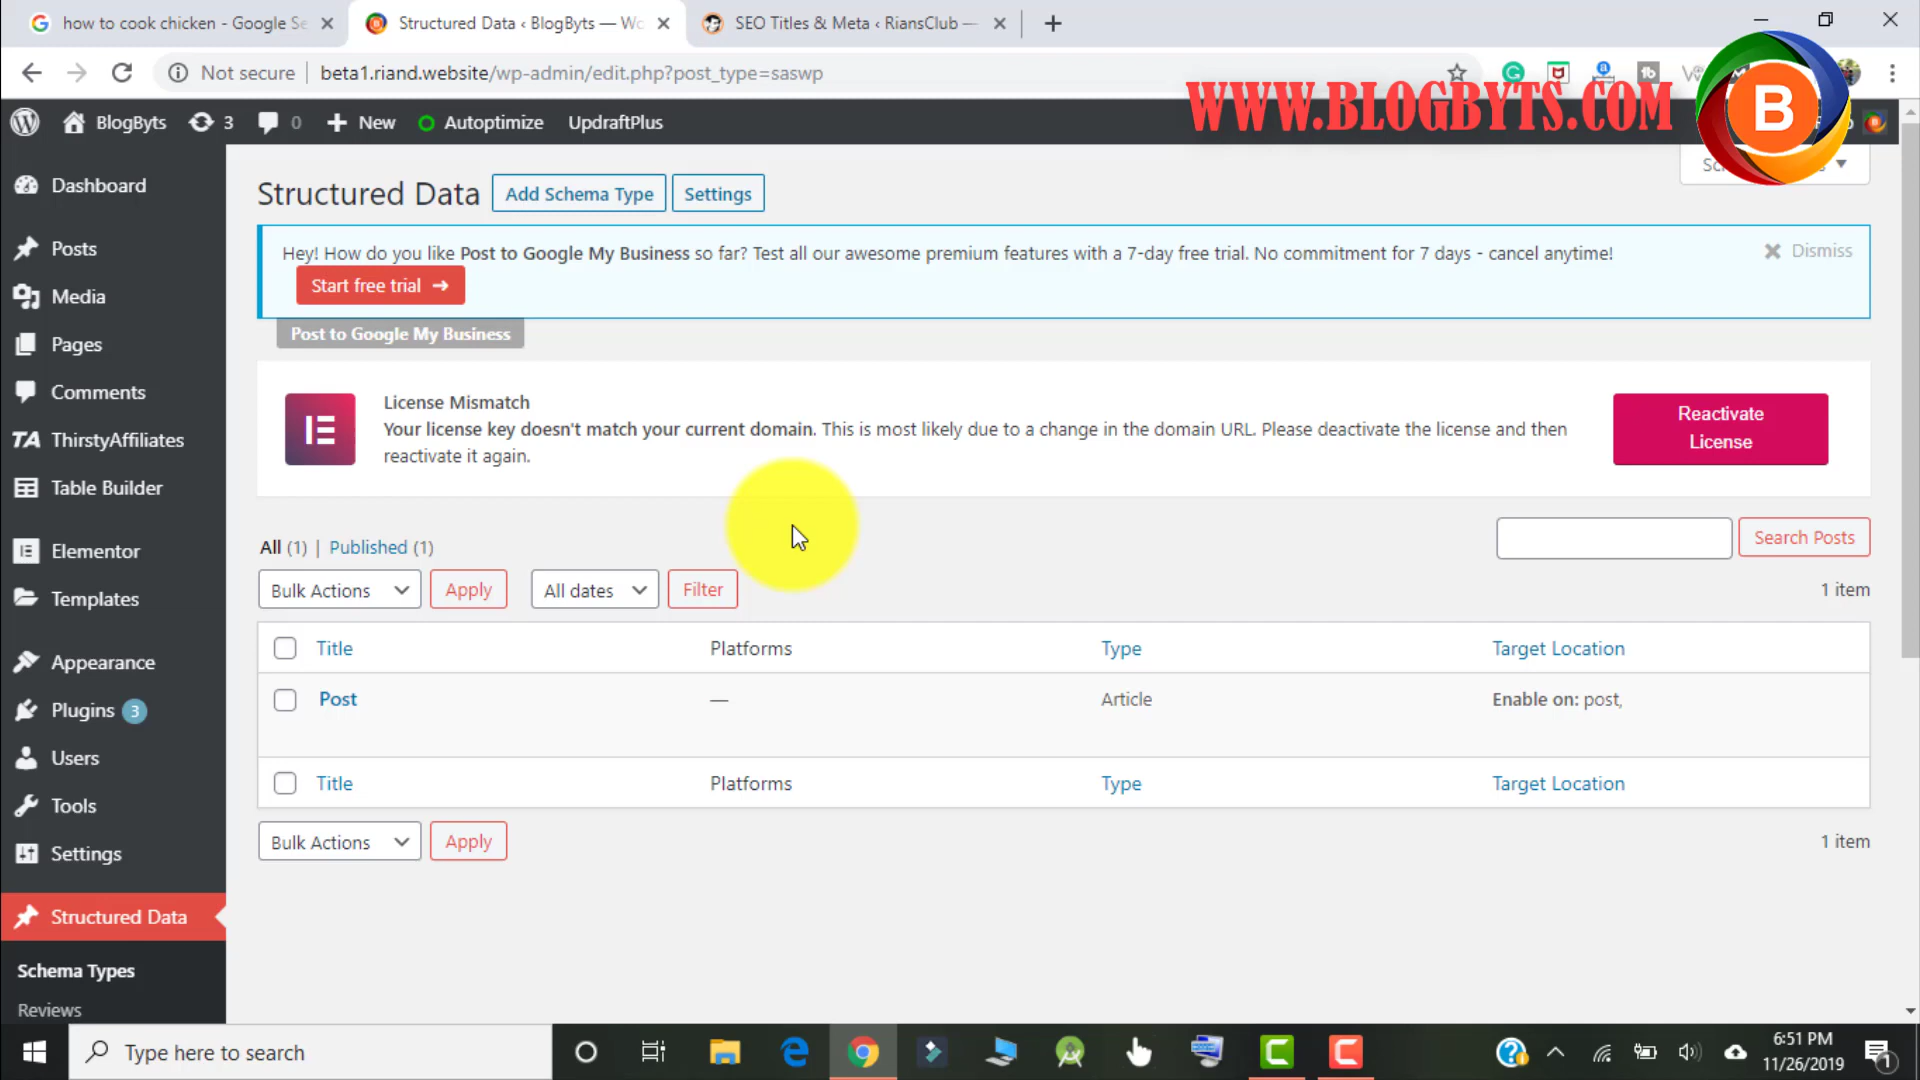 how to cook chicken - Google Se
Structured Data ‹ BlogByts — Wo
SEO Titles & Meta ‹ RiansClub —
Not secure
beta1.riand.website/wp-admin/edit.php?post_type=saswp
WWW.BLOGBYTS.COM
B
BlogByts
3
0
New
Autoptimize
UpdraftPlus
Dashboard
Posts
Media
Pages
Comments
TA ThirstyAffiliates
Table Builder
Elementor
Templates
Appearance
Plugins 3
Users
Tools
Settings
Structured Data
Schema Types
Reviews
Structured Data
Add Schema Type
Settings
Hey! How do you like Post to Google My Business so far? Test all our awesome premium features with a 7-day free trial. No commitment for 7 days - cancel anytime!
Dismiss
Start free trial →
Post to Google My Business
License Mismatch
Your license key doesn't match your current domain. This is most likely due to a change in the domain URL. Please deactivate the license and then
reactivate it again.
Reactivate
License
All (1) | Published (1)
Search Posts
Bulk Actions
Apply
All dates
Filter
1 item
Title
Platforms
Type
Target Location
Post
—
Article
Enable on: post,
Title
Platforms
Type
Target Location
Bulk Actions
Apply
1 item
Type here to search
6:51 PM
11/26/2019
1